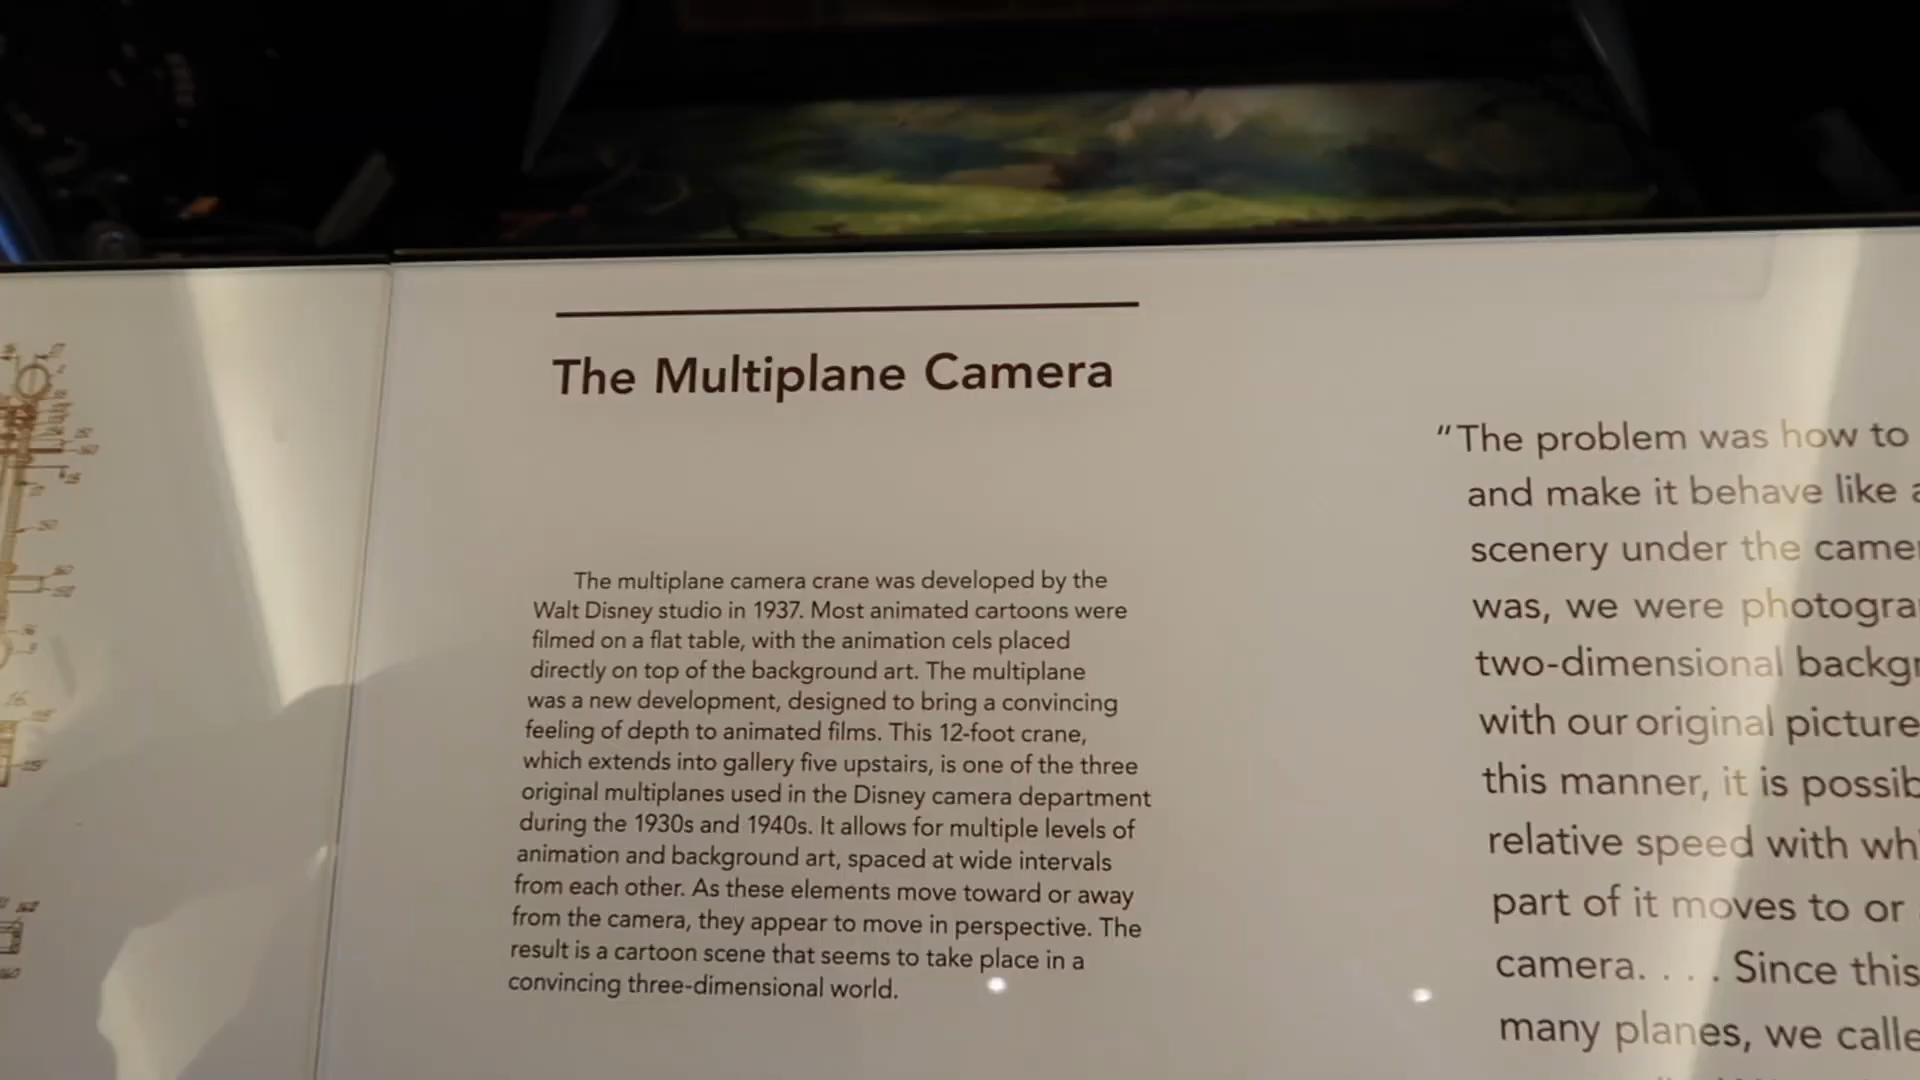 The Multiplane Camera
The multiplane camera crane was developed by the
Walt Disney studio in 1937. Most animated cartoons were
filmed on a flat table, with the animation cels placed
directly on top of the background art. The multiplane
was a new development, designed to bring a convincing
feeling of depth to animated films. This 12-foot crane,
which extends into gallery five upstairs, is one of the three
original multiplanes used in the Disney camera department
during the 1930s and 1940s. It allows for multiple levels of
animation and background art, spaced at wide intervals
from each other. As these elements move toward or away
from the camera, they appear to move in perspective. The
result is a cartoon scene that seems to take place in a
convincing three-dimensional world.
"The problem was how to
and make it behave like
scenery under the
was, we were
two-dimensional
with our original
this manner, it is
relative speed with
part of it moves to or
camera. . . . Since this
many planes, we